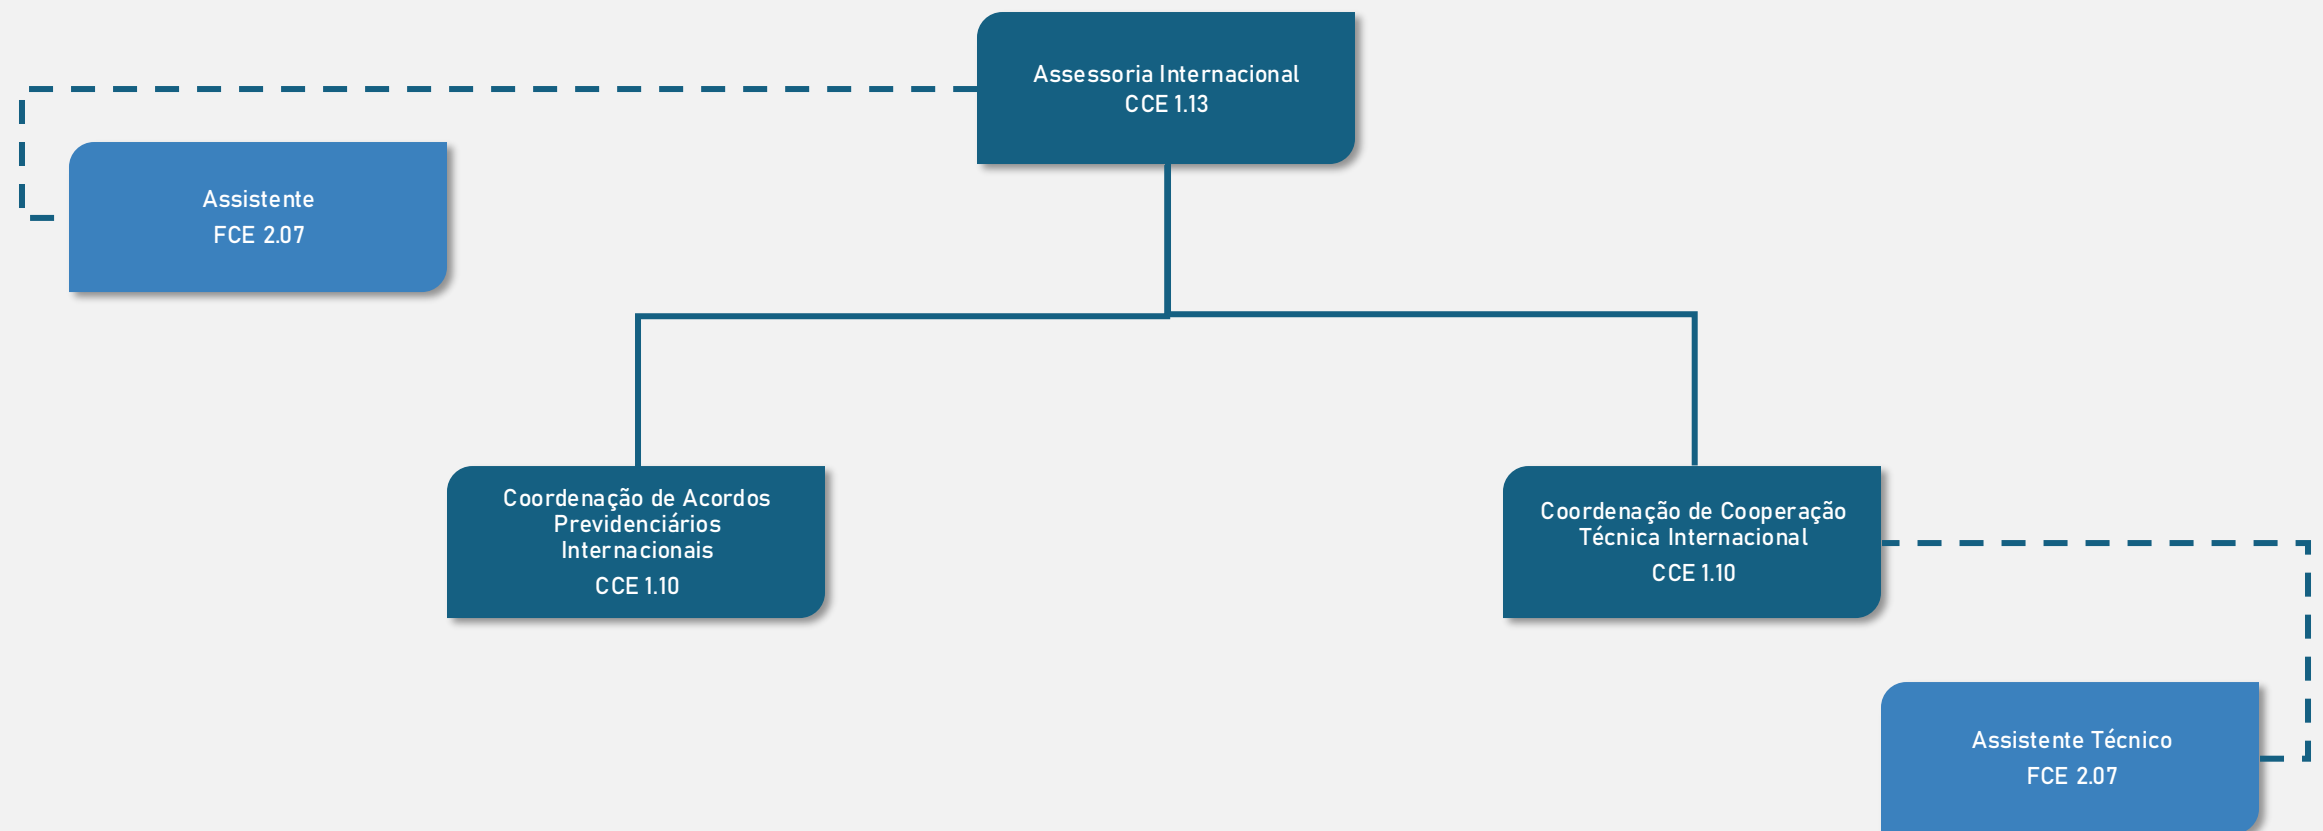 Assessoria Internacional
CCE 1.13
Assistente
FCE 2.07
Coordenação de Acordos
Previdenciários
Internacionais
CCE 1.10
Coordenação de Cooperação
Técnica Internacional
CCE 1.10
Assistente Técnico
FCE 2.07